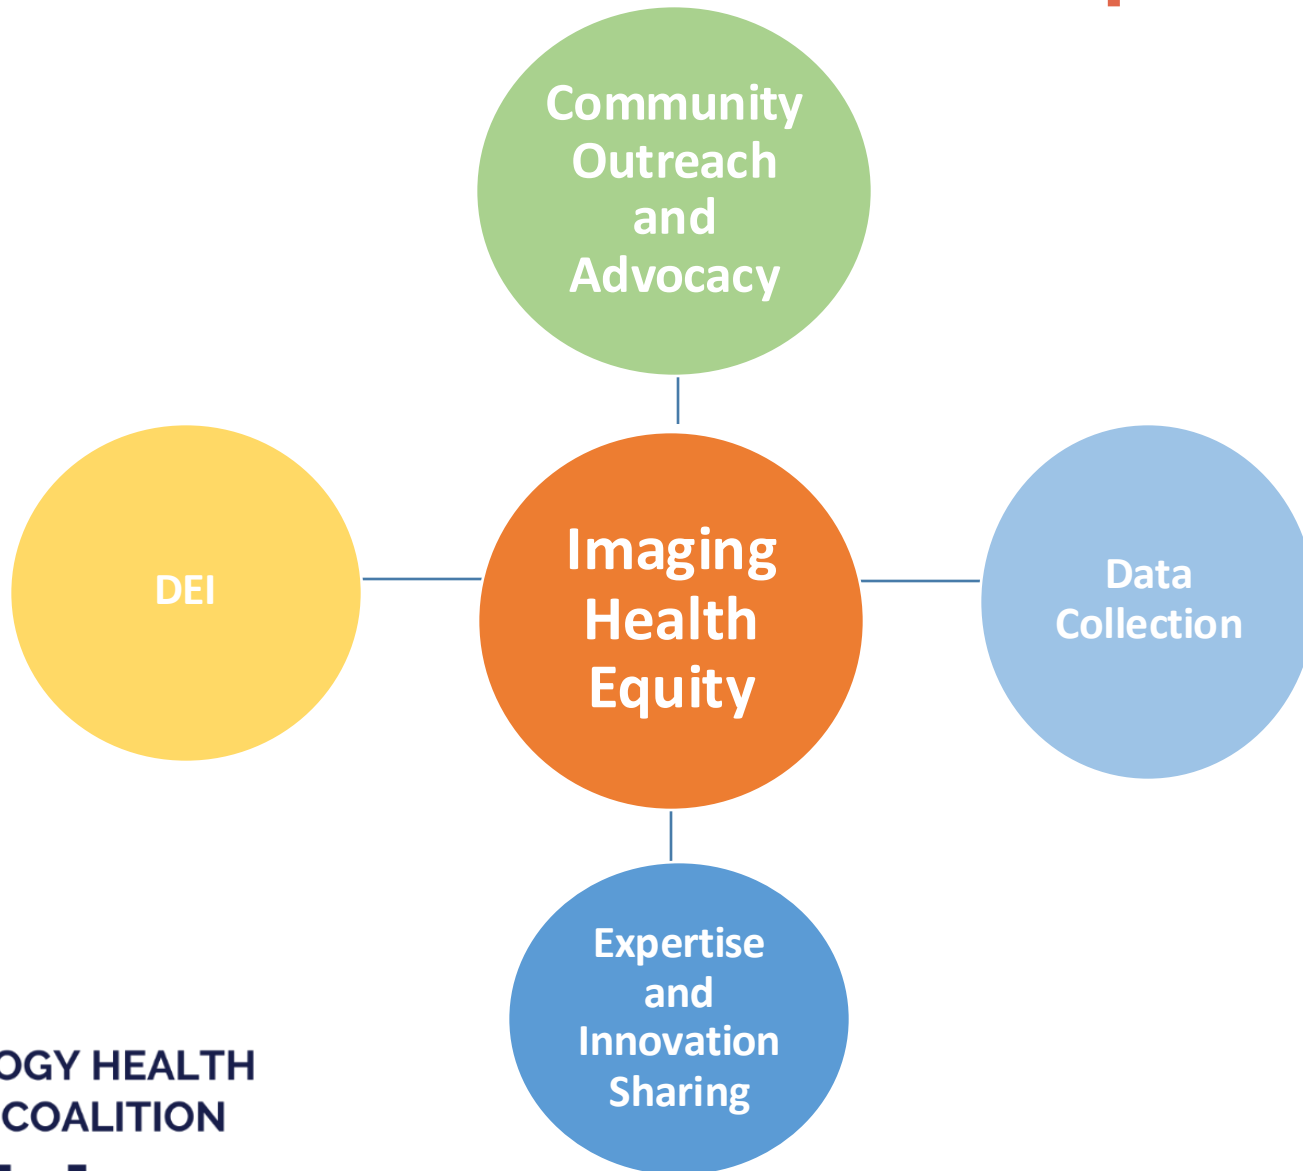 Community
Outreach
and
Advocacy
DEI
Imaging
Health
Equity
Data
Collection
Expertise
and
Innovation
Sharing
OGY HEALTH
COALITION